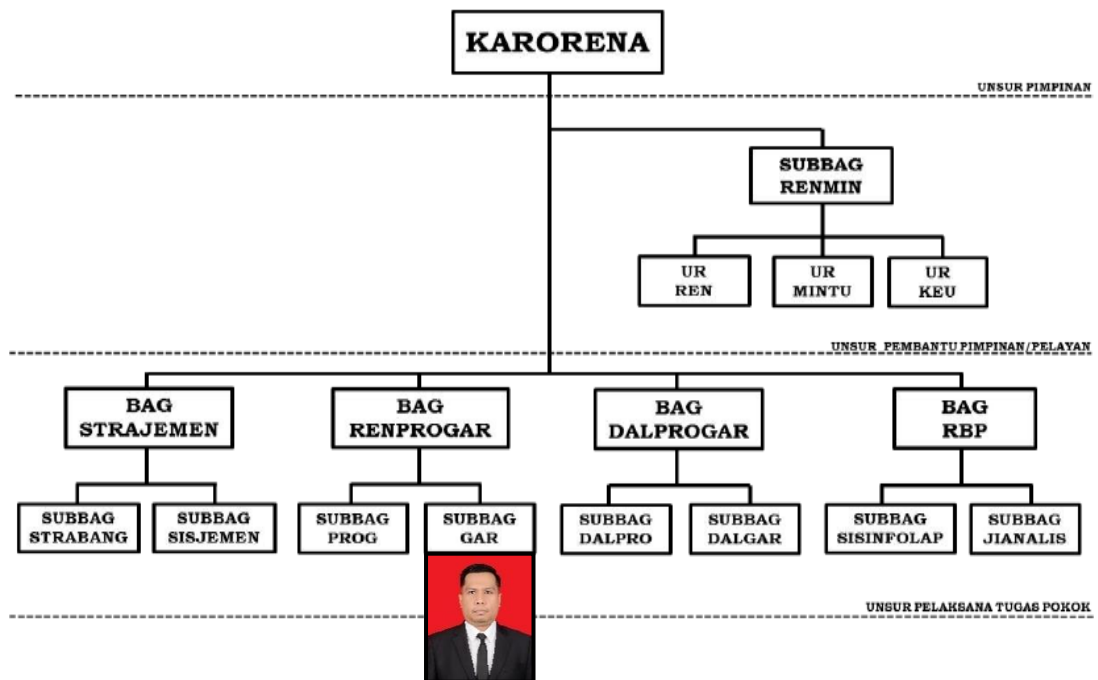 KARORENA
UNSUR PIMPINAN
SUBBAG
RENMIN
UR
REN
UR
MINTU
UR
KEU
UNSUR PEMBANTU PIMPINAN/PELAYAN
BAG
STRAJEMEN
BAG
RENPROGAR
BAG
DALPROGAR
BAG
RBP
SUBBAG
STRABANG
SUBBAG
SISJEMEN
SUBBAG
PROG
SUBBAG
GAR
SUBBAG
DALPRO
SUBBAG
DALGAR
SUBBAG
SISINFOLAP
SUBBAG
JIANALIS
UNSUR PELAKSANA TUGAS POKOK